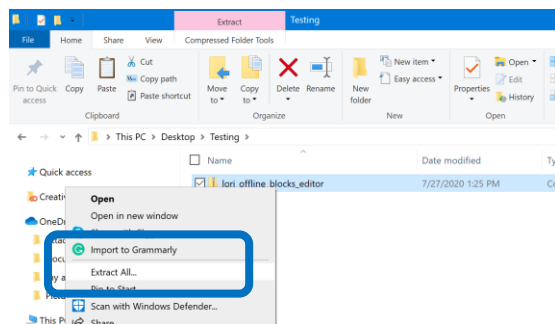 Extract
Testing
File
Home
Share
View
Compressed Folder Tools
Pin to Quick access
Copy
Paste
Cut
Copy path
Paste shortcut
Clipboard
Move to
Copy to
Delete
Rename
Organize
New folder
New item
Easy access
New
Properties
Open
Edit
History
Open
This PC > Desktop > Testing >
Name
Date modified
Quick access
lori_offline_blocks_editor
7/27/2020 1:25 PM
Open
Open in new window
Import to Grammarly
Extract All...
Pin to Start
Scan with Windows Defender...
Share